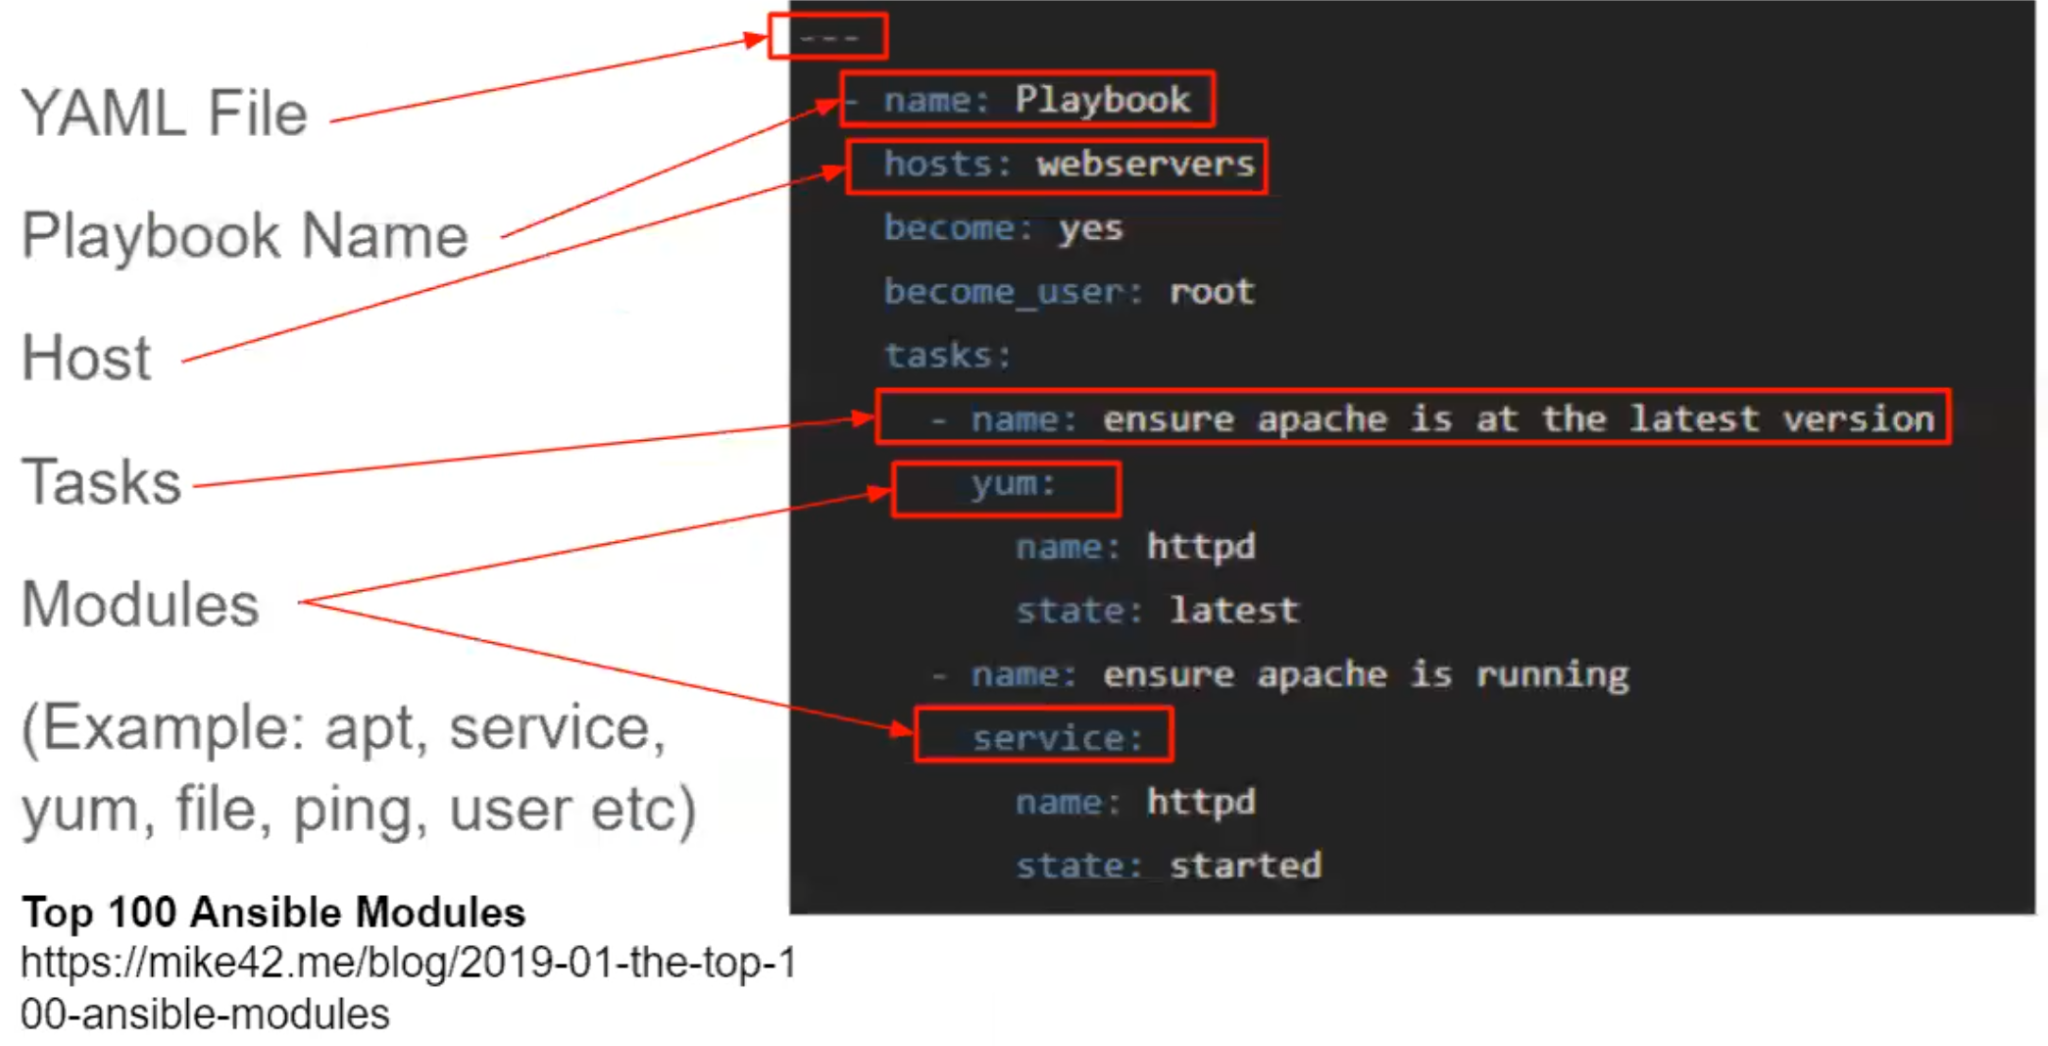 YAML File
Playbook Name
Host
Tasks
Modules
(Example: apt, service,
yum, file, ping, user etc)
Top 100 Ansible Modules
https://mike42.me/blog/2019-01-the-top-1
00-ansible-modules
---
- name: Playbook
hosts: webservers
become: yes
become_user: root
tasks:
- name: ensure apache is at the latest version
yum:
name: httpd
state: latest
- name: ensure apache is running
service:
name: httpd
state: started